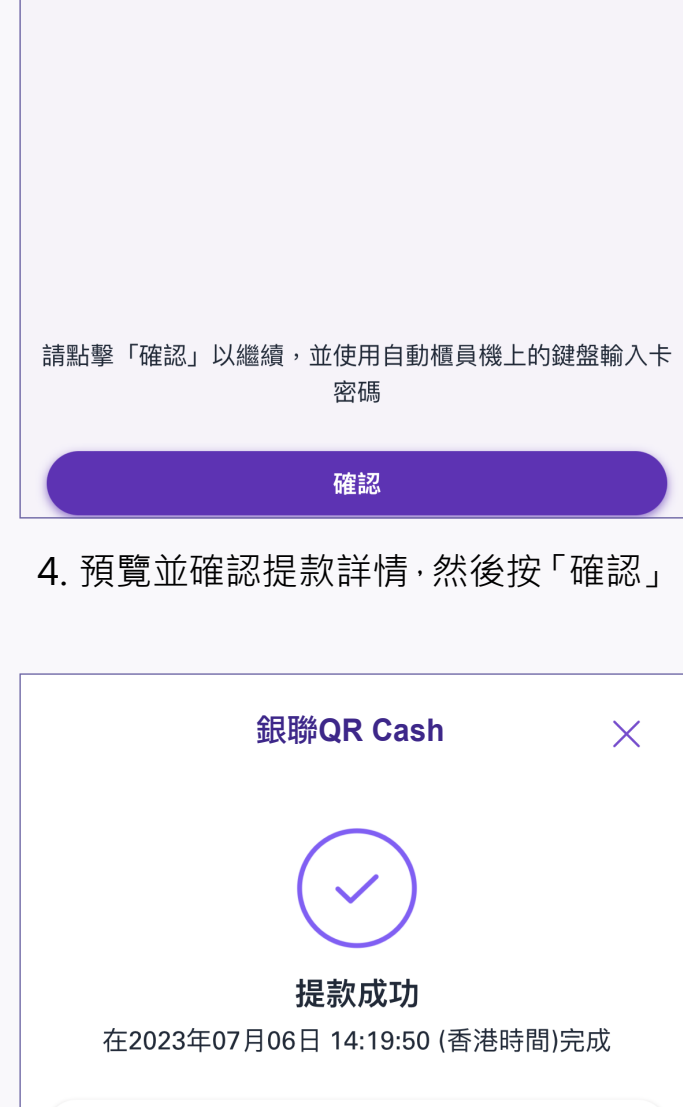 請點擊「確認」以繼續，並使用自動櫃員機上的鍵盤輸入卡
密碼
確認
4. 預覽並確認提款詳情，然後按「確認」
銀聯QR Cash
提款成功
在2023年07月06日 14:19:50 (香港時間)完成